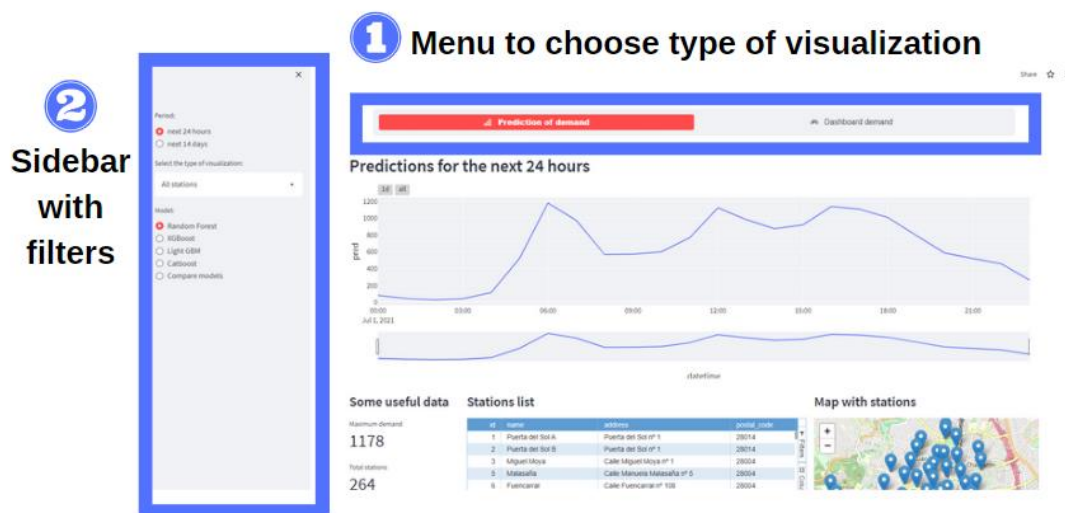 1 Menu to choose type of visualization
2
Sidebar
with
filters
×
Share
Period:
next 24 hours
next 14 days
Select the type of visualization:
All stations
Model:
Random Forest
XGBoost
Light GBM
Catboost
Compare models
Prediction of demand
Dashboard demand
Predictions for the next 24 hours
1d all
1200
1000
800
600
400
200
0
pred
00:00 03:00 06:00 09:00 12:00 15:00 18:00 21:00
Jul 1, 2021
datetime
Some useful data
Maximum demand
1178
Total stations
264
Stations list
id name address postal_code
1 Puerta del Sol A Puerta del Sol nº 1 28014
2 Puerta del Sol B Puerta del Sol nº 1 28014
3 Miguel Moya Calle Miguel Moya nº 1 28004
5 Malasaña Calle Manuela Malasaña nº 5 28004
6 Fuencarral Calle Fuencarral nº 108 28004
Filters
Map with stations
+
−